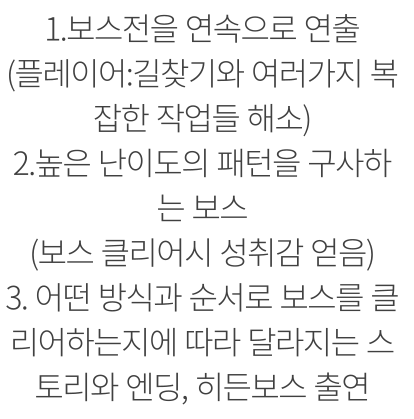 1.보스전을 연속으로 연출
(플레이어:길찾기와 여러가지 복
잡한 작업들 해소)
2.높은 난이도의 패턴을 구사하
는 보스
(보스 클리어시 성취감 얻음)
3. 어떤 방식과 순서로 보스를 클
리어하는지에 따라 달라지는 스
토리와 엔딩, 히든보스 출연